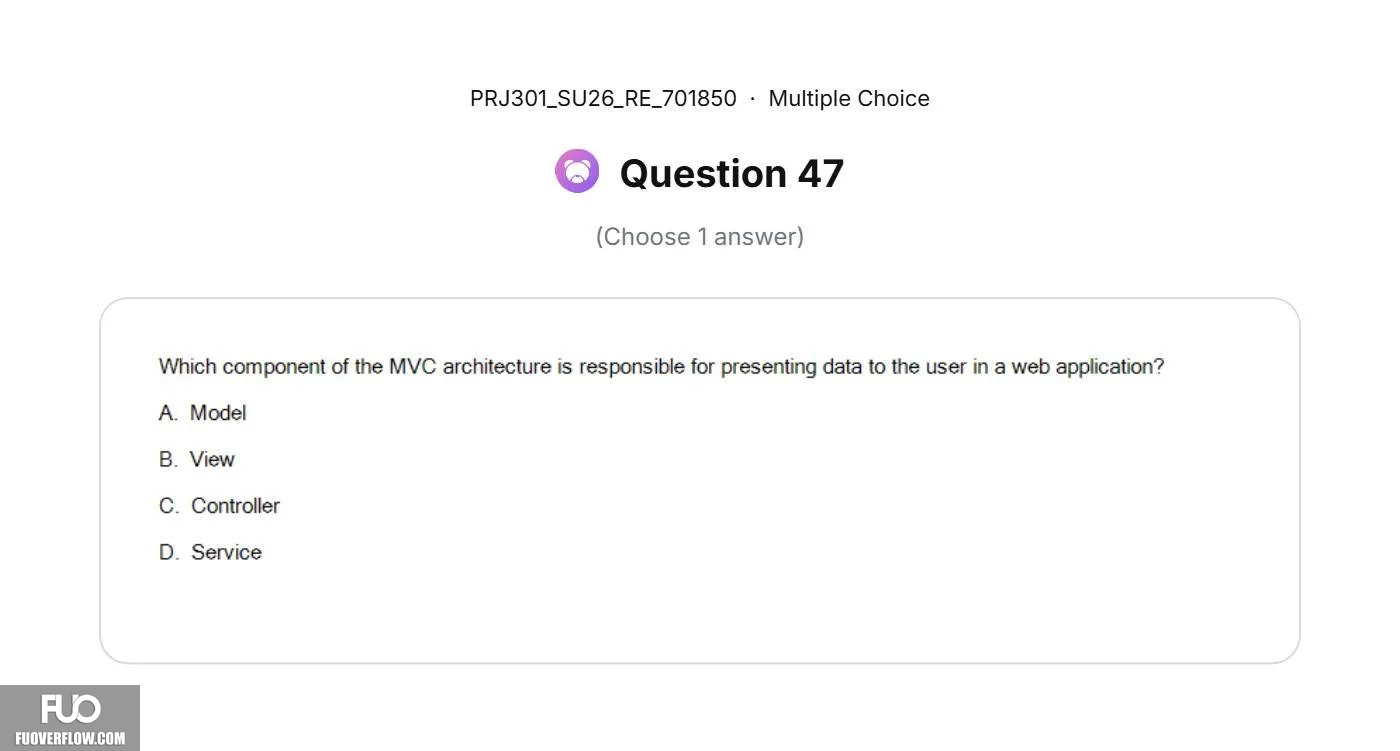 PRJ301_SU26_RE_701850 · Multiple Choice
Question 47
(Choose 1 answer)
Which component of the MVC architecture is responsible for presenting data to the user in a web application?
A. Model
B. View
C. Controller
D. Service
FUO
FUOVERFLOW.COM